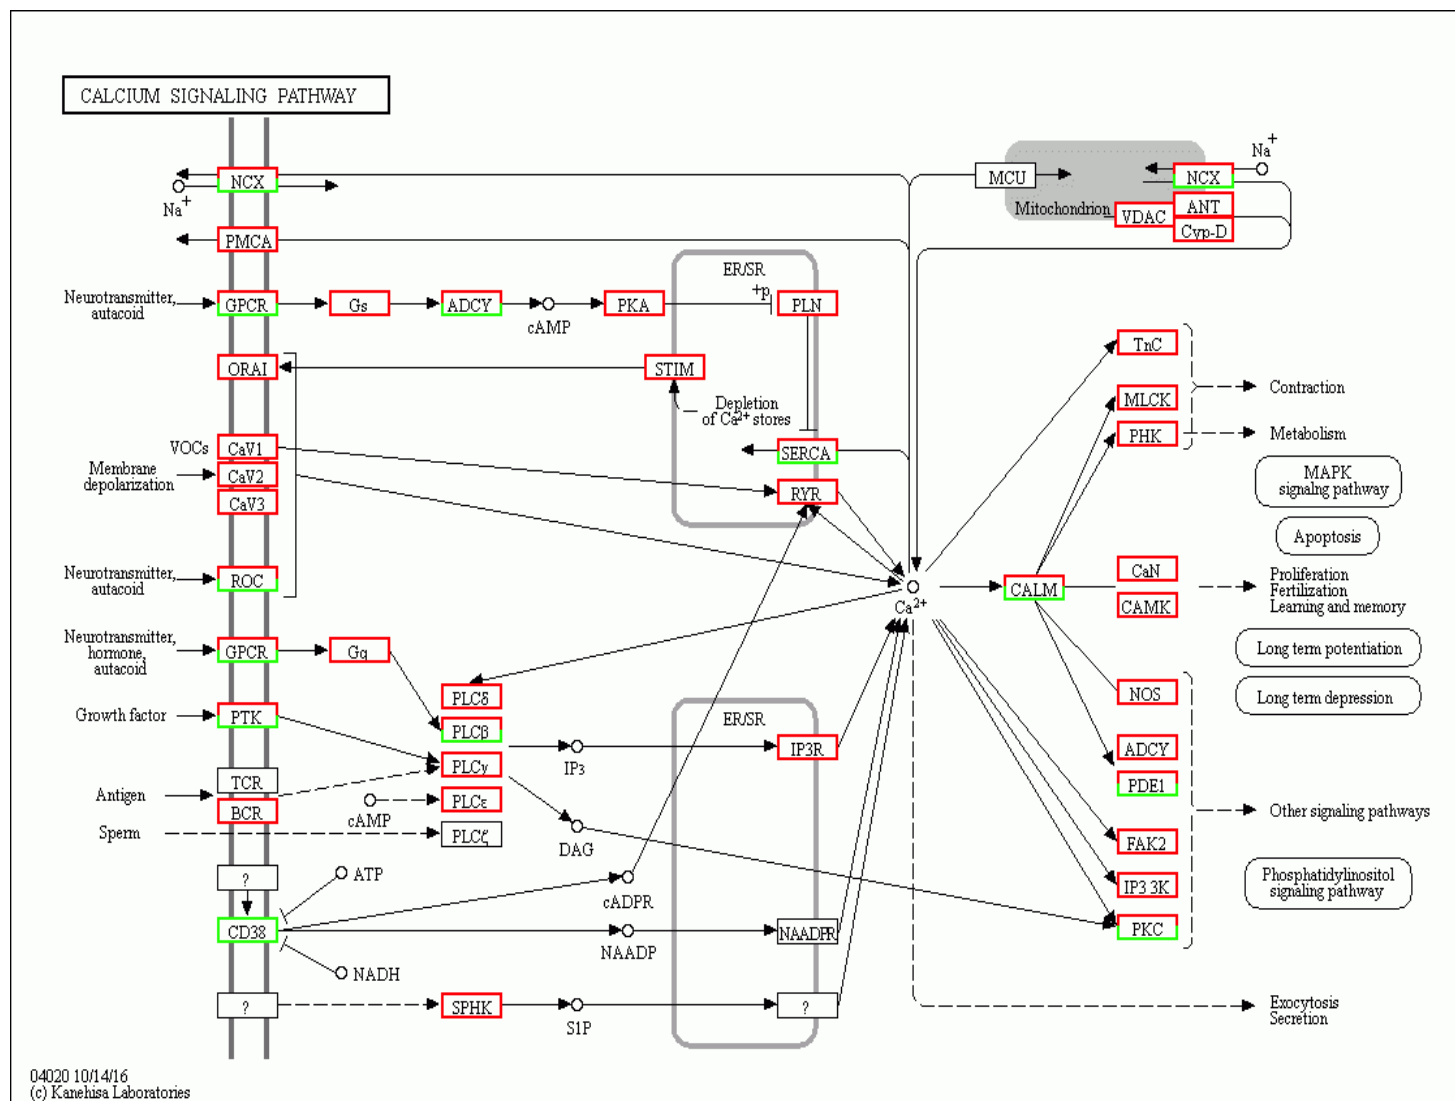 CALCIUM SIGNALING PATHWAY
NCX
Na+
PMCA
MCU
Na+
NCX
Mitochondrion
VDAC
ANT
Cyp-D
Neurotransmitter,
autacoid
GPCR
Gs
ADCY
cAMP
PKA
ER/SR
+p
PLN
ORAI
STIM
Depletion
of Ca2+ stores
TnC
Contraction
MLCK
PHK
Metabolism
VOCs
CaV1
Membrane
depolarization
CaV2
CaV3
SERCA
RYR
MAPK
signalng pathway
Apoptosis
Neurotransmitter,
autacoid
ROC
Ca2+
CALM
CaN
CAMK
Proliferation
Fertilization
Learning and memory
Neurotransmitter,
hormone,
autacoid
GPCR
Gq
Long term potentiation
Long term depression
PLCδ
NOS
Growth factor
PTK
PLCβ
ER/SR
IP3R
PLCγ
IP3
ADCY
PDE1
TCR
Antigen
BCR
cAMP
PLCε
Other signaling pathways
Sperm
PLCζ
DAG
FAK2
?
ATP
cADPR
IP3 3K
Phosphatidylinositol
signaling pathway
CD38
NAADP
NAADPR
PKC
NADH
?
SPHK
S1P
?
Exocytosis
Secretion
04020 10/14/16
(c) Kanehisa Laboratories